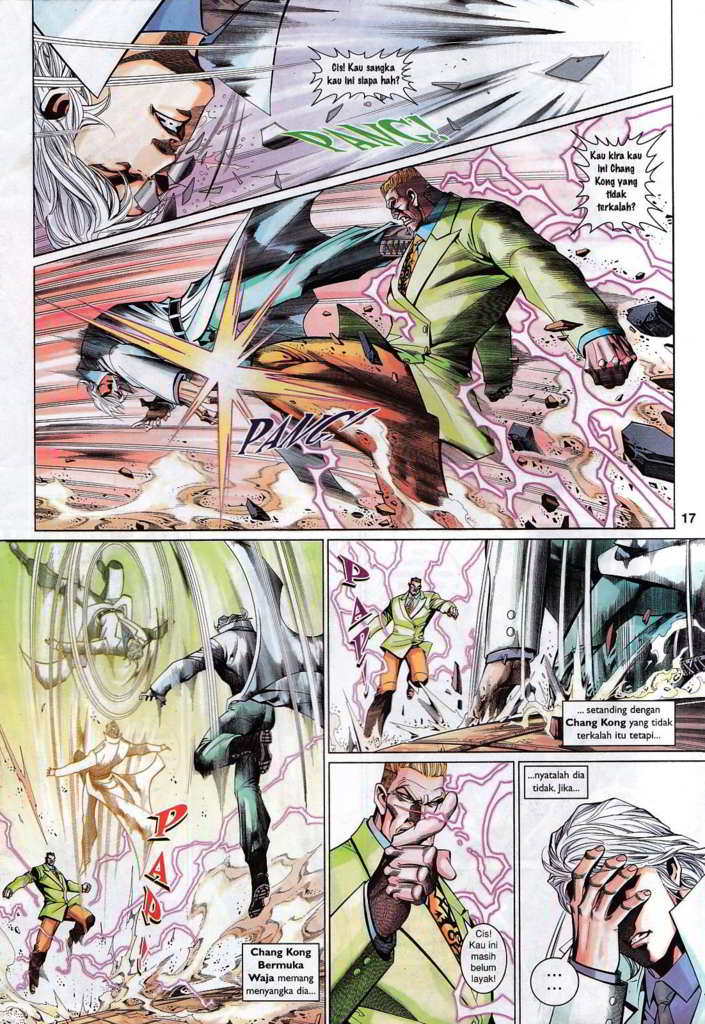 Cis! Kau sangka
kau ini siapa hah?
PANG!
Kau kira kau
ini Chang
Kong yang
tidak
terkalah?
PANG!
17
PAP!
Chang Kong
Bermuka
Waja memang
menyangka dia...
PAP
... setanding dengan
Chang Kong yang tidak
terkalah itu tetapi...
Cis!
Kau ini
masih
belum
layak!
...nyatalah dia
tidak. Jika...
...